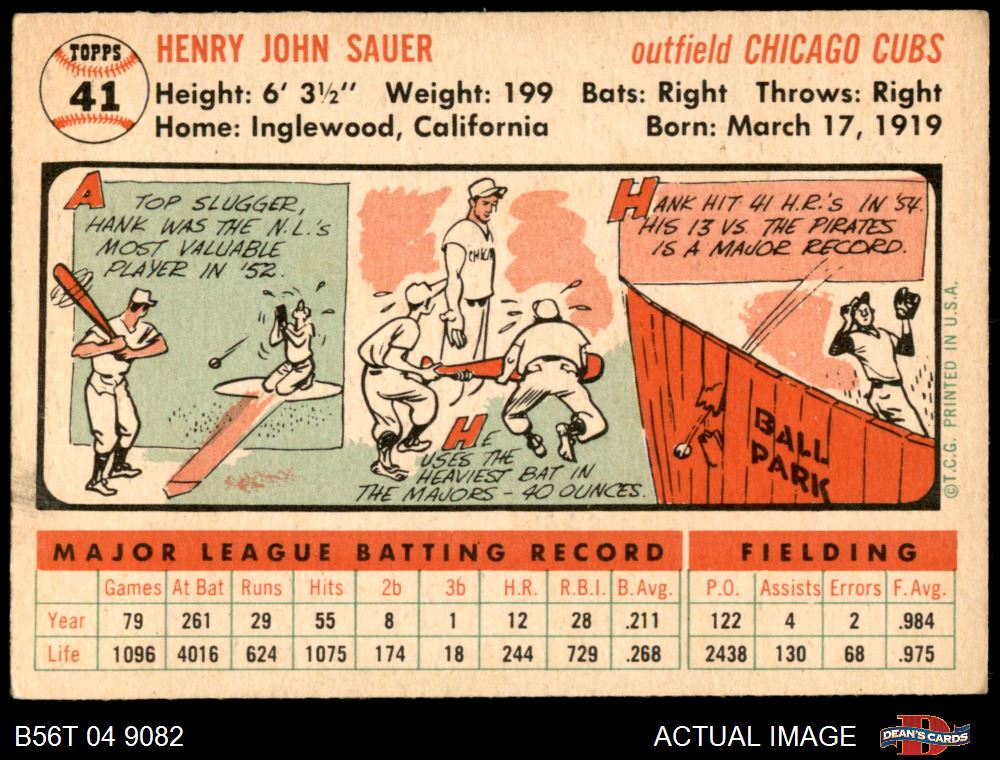 TOPPS
41
HENRY JOHN SAUER outfield CHICAGO CUBS
Height: 6' 3½" Weight: 199 Bats: Right Throws: Right
Home: Inglewood, California Born: March 17, 1919
A TOP SLUGGER,
HANK WAS THE N.L.'s
MOST VALUABLE
PLAYER IN '52.
CHICA
HE
USES THE
HEAVIEST BAT IN
THE MAJORS - 40 OUNCES.
HANK HIT 41 H.R.'s IN '54.
HIS 13 VS. THE PIRATES
IS A MAJOR RECORD.
BALL
PARK
©T.C.G. PRINTED IN U.S.A.
MAJOR LEAGUE BATTING RECORD FIELDING
Games At Bat Runs Hits 2b 3b H.R. R.B.I. B.Avg. P.O. Assists Errors F.Avg.
Year 79 261 29 55 8 1 12 28 .211 122 4 2 .984
Life 1096 4016 624 1075 174 18 244 729 .268 2438 130 68 .975
B56T 04 9082 ACTUAL IMAGE DEAN'S CARDS